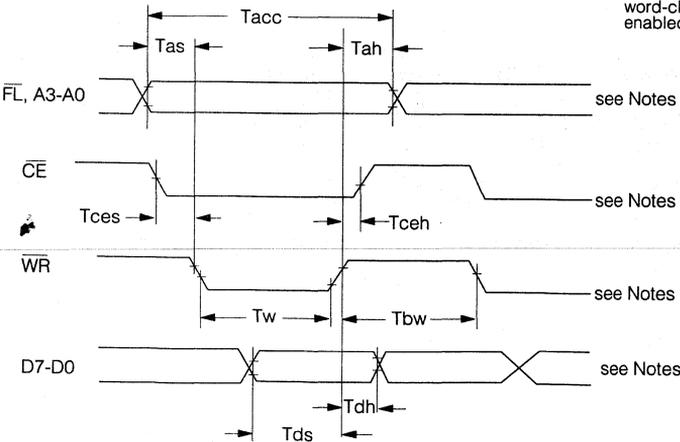 word-cl
enabled
Tacc
Tas
Tah
FL, A3-A0
see Notes
CE
see Notes
Tces
Tceh
WR
see Notes
Tw
Tbw
D7-D0
see Notes
Tdh
Tds